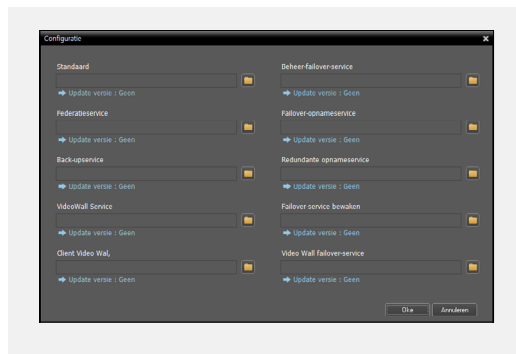 Configuratie
Standaard
Update versie : Geen
Federatieservice
Update versie : Geen
Back-upservice
Update versie : Geen
VideoWall Service
Update versie : Geen
Client Video Wal,
Update versie : Geen
Beheer-failover-service
Update versie : Geen
Failover-opnameservice
Update versie : Geen
Redundante opnameservice
Update versie : Geen
Failover service bewaken
Update versie : Geen
Video Wall failover-service
Update versie : Geen
Oke
Annuleren